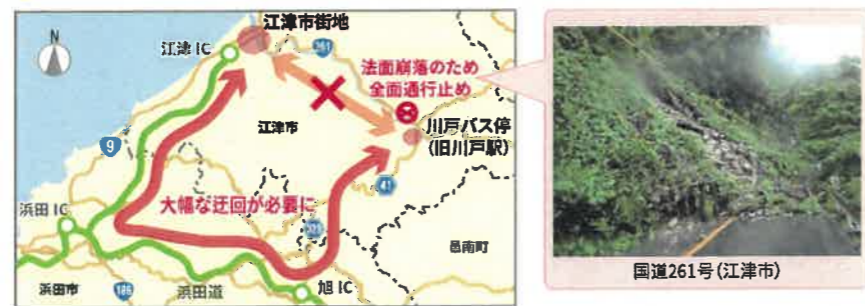 江津市街地
江津IC
N
261
法面崩落のため
全面通行止め
江津市
川戸バス停
(旧川戸駅)
9
41
大幅な迂回が必要に
浜田IC
邑南町
浜田市
186
浜田道
旭IC
国道261号(江津市)